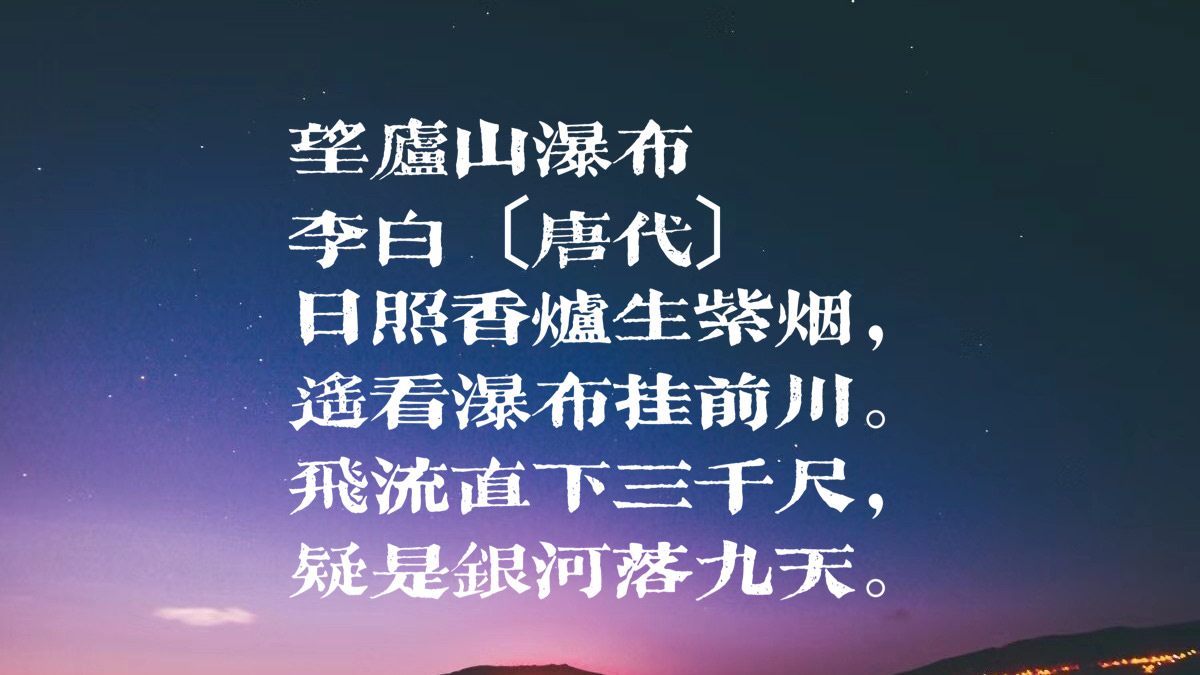 望廬山瀑布
李白〔唐代〕
日照香爐生紫烟，
遙看瀑布挂前川。
飛流直下三千尺，
疑是銀河落九天。